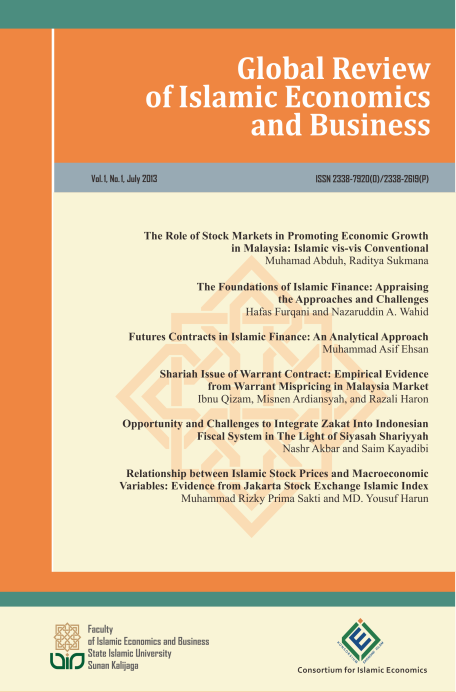 Global Review
of Islamic Economics
and Business
Vol. 1, No. 1, July 2013 ISSN 2338-7920(O)/2338-2619(P)
The Role of Stock Markets in Promoting Economic Growth
in Malaysia: Islamic vis-vis Conventional
Muhamad Abduh, Raditya Sukmana
The Foundations of Islamic Finance: Appraising
the Approaches and Challenges
Hafas Furqani and Nazaruddin A. Wahid
Futures Contracts in Islamic Finance: An Analytical Approach
Muhammad Asif Ehsan
Shariah Issue of Warrant Contract: Empirical Evidence
from Warrant Mispricing in Malaysia Market
Ibnu Qizam, Misnen Ardiansyah, and Razali Haron
Opportunity and Challenges to Integrate Zakat Into Indonesian
Fiscal System in The Light of Siyasah Shariyyah
Nashr Akbar and Saim Kayadibi
Relationship between Islamic Stock Prices and Macroeconomic
Variables: Evidence from Jakarta Stock Exchange Islamic Index
Muhammad Rizky Prima Sakti and MD. Yousuf Harun
Faculty
of Islamic Economics and Business
State Islamic University
Sunan Kalijaga
Consortium for Islamic Economics